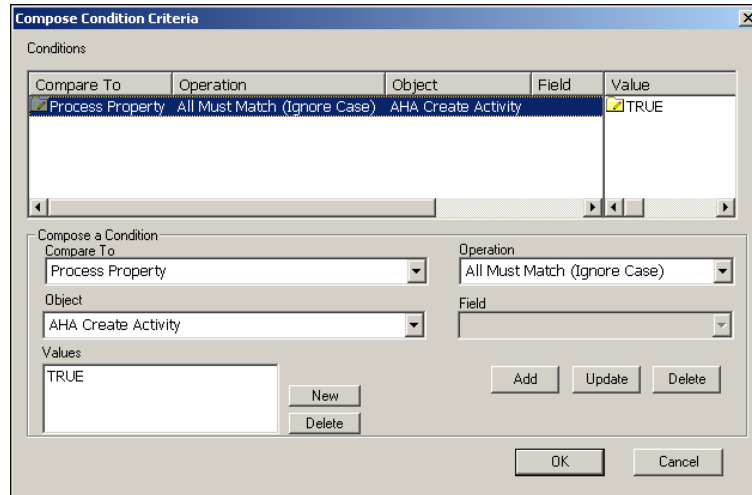 Compose Condition Criteria
Conditions
Compare To Operation Object Field Value
Process Property All Must Match (Ignore Case) AHA Create Activity TRUE
Compose a Condition
Compare To Operation
Process Property All Must Match (Ignore Case)
Object Field
AHA Create Activity
Values
TRUE
Add Update Delete
New
Delete
OK Cancel